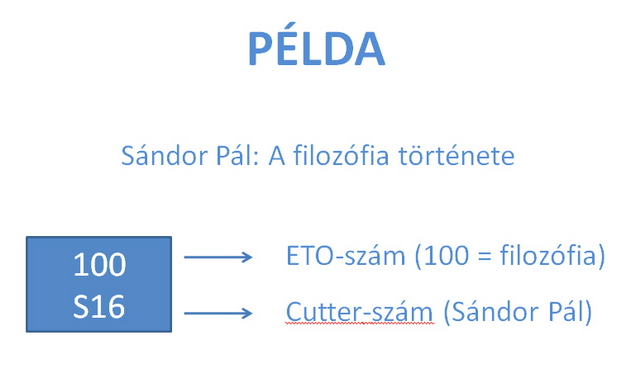 PÉLDA
Sándor Pál: A filozófia története
100
ETO-szám (100 = filozófia)
S16
Cutter-szám (Sándor Pál)